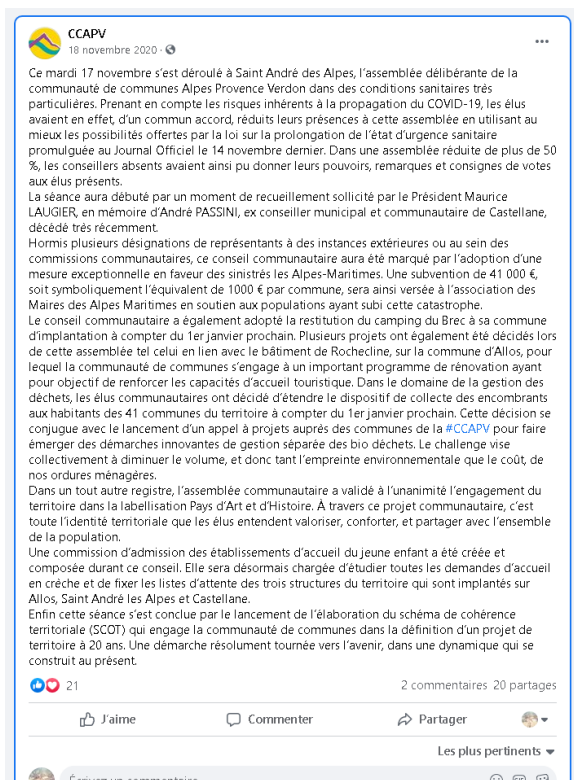 CCAPV
18 novembre 2020 ·
Ce mardi 17 novembre s'est déroulé à Saint André des Alpes, l'assemblée délibérante de la
communauté de communes Alpes Provence Verdon dans des conditions sanitaires très
particulières. Prenant en compte les risques inhérents à la propagation du COVID-19, les élus
avaient en effet, d'un commun accord, réduits leurs présences à cette assemblée en utilisant au
mieux les possibilités offertes par la loi sur la prolongation de l'état d'urgence sanitaire
promulguée au Journal Officiel le 14 novembre dernier. Dans une assemblée réduite de plus de 50
%, les conseillers absents avaient ainsi pu donner leurs pouvoirs, remarques et consignes de votes
aux élus présents.
La séance aura débuté par un moment de recueillement sollicité par le Président Maurice
LAUGIER, en mémoire d'André PASSINI, ex conseiller municipal et communautaire de Castellane,
décédé très récemment.
Hormis plusieurs désignations de représentants à des instances extérieures ou au sein des
commissions communautaires, ce conseil communautaire aura été marqué par l'adoption d'une
mesure exceptionnelle en faveur des sinistrés les Alpes-Maritimes. Une subvention de 41 000 €,
soit symboliquement l'équivalent de 1000 € par commune, sera ainsi versée à l'association des
Maires des Alpes Maritimes en soutien aux populations ayant subi cette catastrophe.
Le conseil communautaire a également adopté la restitution du camping du Brec à sa commune
d'implantation à compter du 1er janvier prochain. Plusieurs projets ont également été décidés lors
de cette assemblée tel celui en lien avec le bâtiment de Rochecline, sur la commune d'Allos, pour
lequel la communauté de communes s'engage à un important programme de rénovation ayant
pour objectif de renforcer les capacités d'accueil touristique. Dans le domaine de la gestion des
déchets, les élus communautaires ont décidé d'étendre le dispositif de collecte des encombrants
aux habitants des 41 communes du territoire à compter du 1er janvier prochain. Cette décision se
conjugue avec le lancement d'un appel à projets auprès des communes de la #CCAPV pour faire
émerger des démarches innovantes de gestion séparée des bio déchets. Le challenge vise
collectivement à diminuer le volume, et donc tant l'empreinte environnementale que le coût, de
nos ordures ménagères.
Dans un tout autre registre, l'assemblée communautaire a validé à l'unanimité l'engagement du
territoire dans la labellisation Pays d'Art et d'Histoire. À travers ce projet communautaire, c'est
toute l'identité territoriale que les élus entendent valoriser, conforter, et partager avec l'ensemble
de la population.
Une commission d'admission des établissements d'accueil du jeune enfant a été créée et
composée durant ce conseil. Elle sera désormais chargée d'étudier toutes les demandes d'accueil
en crèche et de fixer les listes d'attente des trois structures du territoire qui sont implantés sur
Allos, Saint André les Alpes et Castellane.
Enfin cette séance s'est conclue par le lancement de l'élaboration du schéma de cohérence
territoriale (SCOT) qui engage la communauté de communes dans la définition d'un projet de
territoire à 20 ans. Une démarche résolument tournée vers l'avenir, dans une dynamique qui se
construit au présent.
21 2 commentaires 20 partages
J'aime Commenter Partager
Les plus pertinents
Écrivez un commentaire